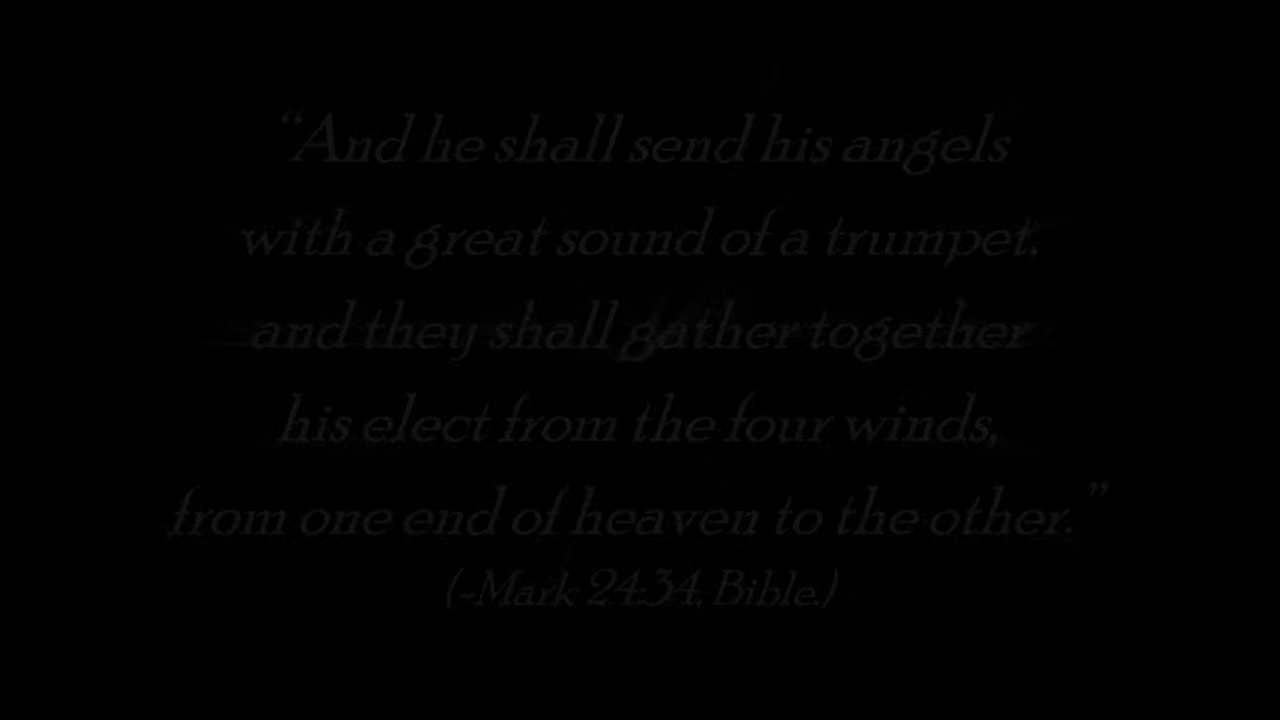 “And he shall send his angels
with a great sound of a trumpet,
and they shall gather together
his elect from the four winds,
from one end of heaven to the other.”
(-Mark 24:34, Bible.)